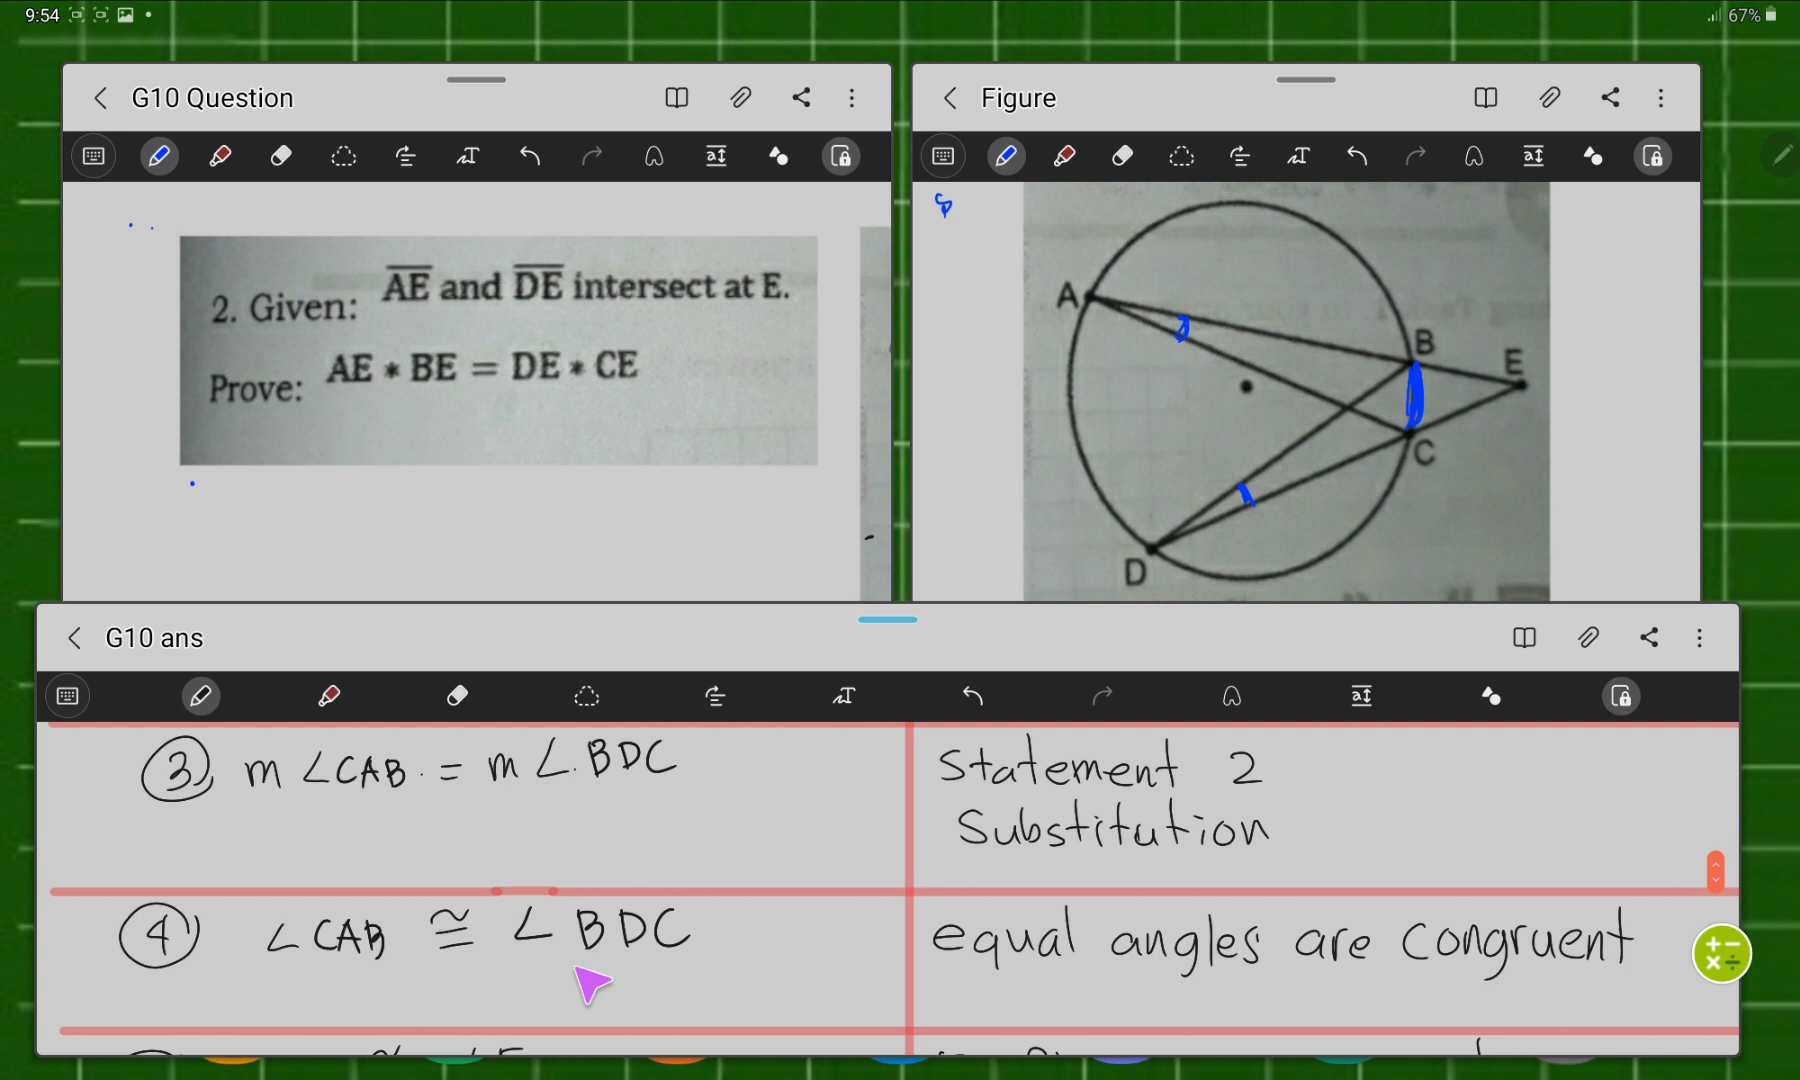 9:54
67%
G10 Question
Figure
2. Given: AE and DE intersect at E.
Prove: AE * BE = DE * CE
A
B
E
C
D
G10 ans
3 m ∠CAB = m ∠BDC
Statement 2
Substitution
4 ∠CAB ≅ ∠BDC
equal angles are congruent